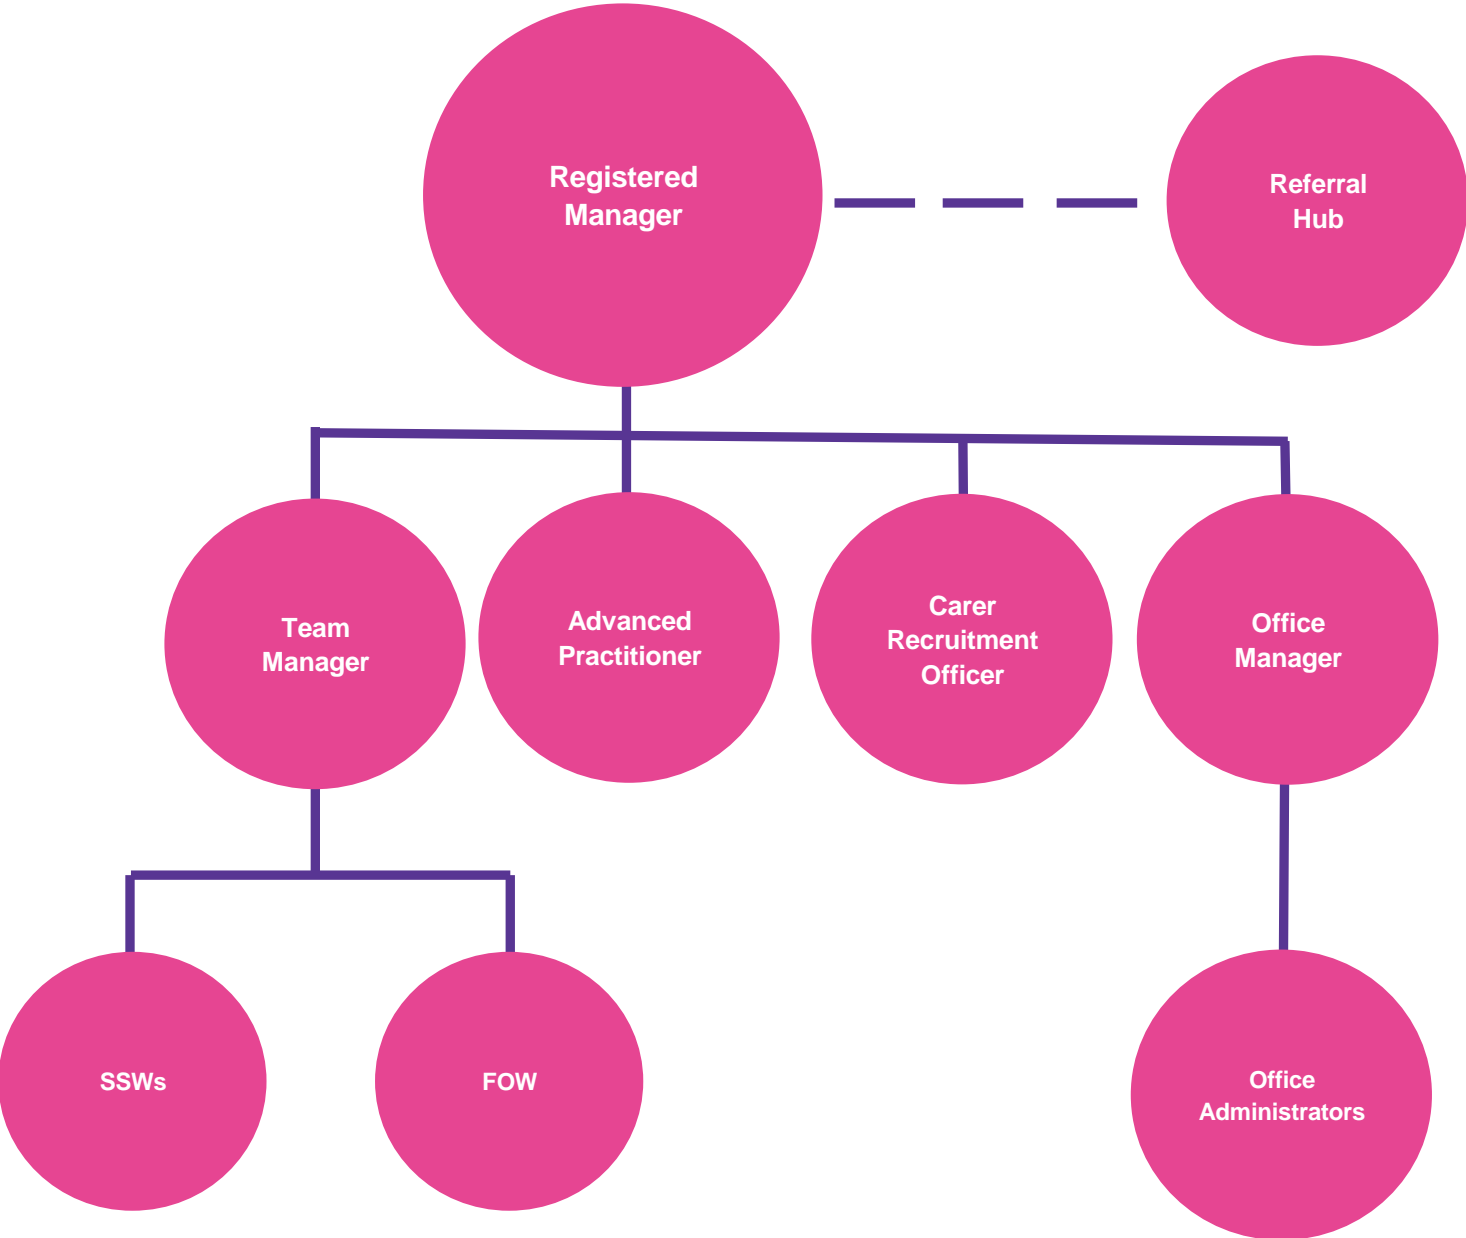 Registered
Manager
Referral
Hub
Team
Manager
Advanced
Practitioner
Carer
Recruitment
Officer
Office
Manager
SSWs
FOW
Office
Administrators